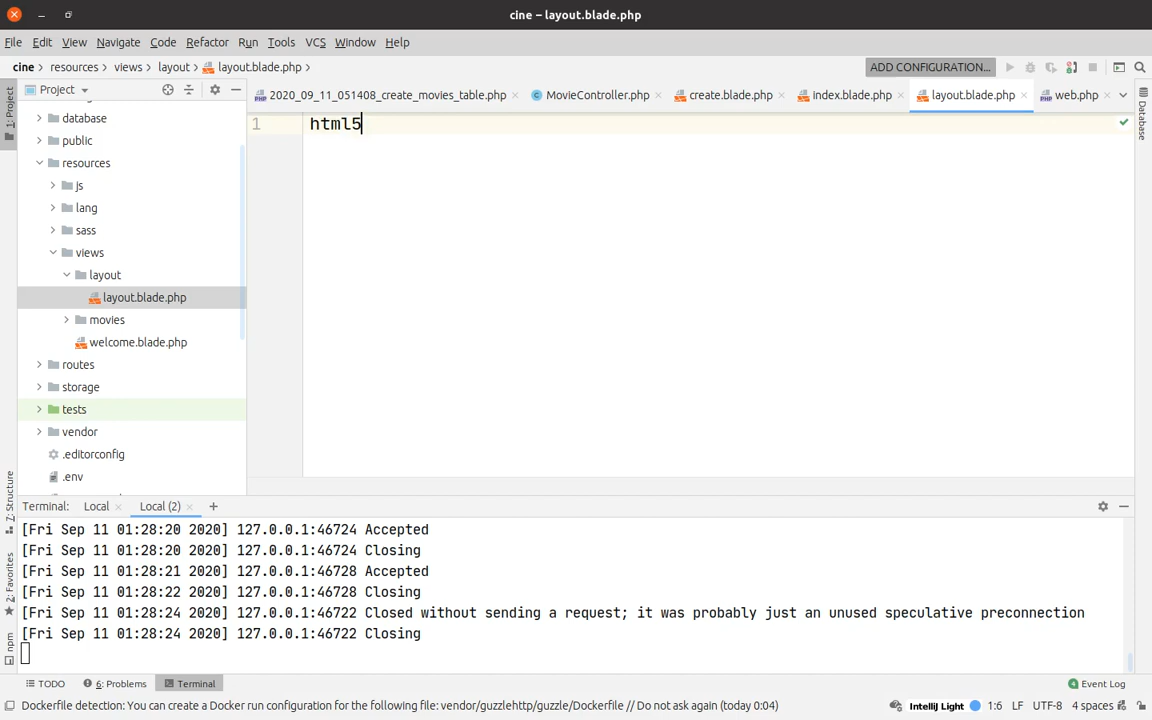 cine – layout.blade.php
File Edit View Navigate Code Refactor Run Tools VCS Window Help
cine resources views layout layout.blade.php ADD CONFIGURATION...
1: Project
Project
2020_09_11_051408_create_movies_table.php MovieController.php create.blade.php index.blade.php layout.blade.php web.php
Database
1 html5
database
public
resources
js
lang
sass
views
layout
layout.blade.php
movies
welcome.blade.php
routes
storage
tests
vendor
.editorconfig
.env
7: Structure
2: Favorites
npm
Terminal: Local Local (2) +
[Fri Sep 11 01:28:20 2020] 127.0.0.1:46724 Accepted
[Fri Sep 11 01:28:20 2020] 127.0.0.1:46724 Closing
[Fri Sep 11 01:28:21 2020] 127.0.0.1:46728 Accepted
[Fri Sep 11 01:28:22 2020] 127.0.0.1:46728 Closing
[Fri Sep 11 01:28:24 2020] 127.0.0.1:46722 Closed without sending a request; it was probably just an unused speculative preconnection
[Fri Sep 11 01:28:24 2020] 127.0.0.1:46722 Closing
TODO 6: Problems Terminal 4 Event Log
Dockerfile detection: You can create a Docker run configuration for the following file: vendor/guzzlehttp/guzzle/Dockerfile // Do not ask again (today 0:04) IntelliJ Light 1:6 LF UTF-8 4 spaces